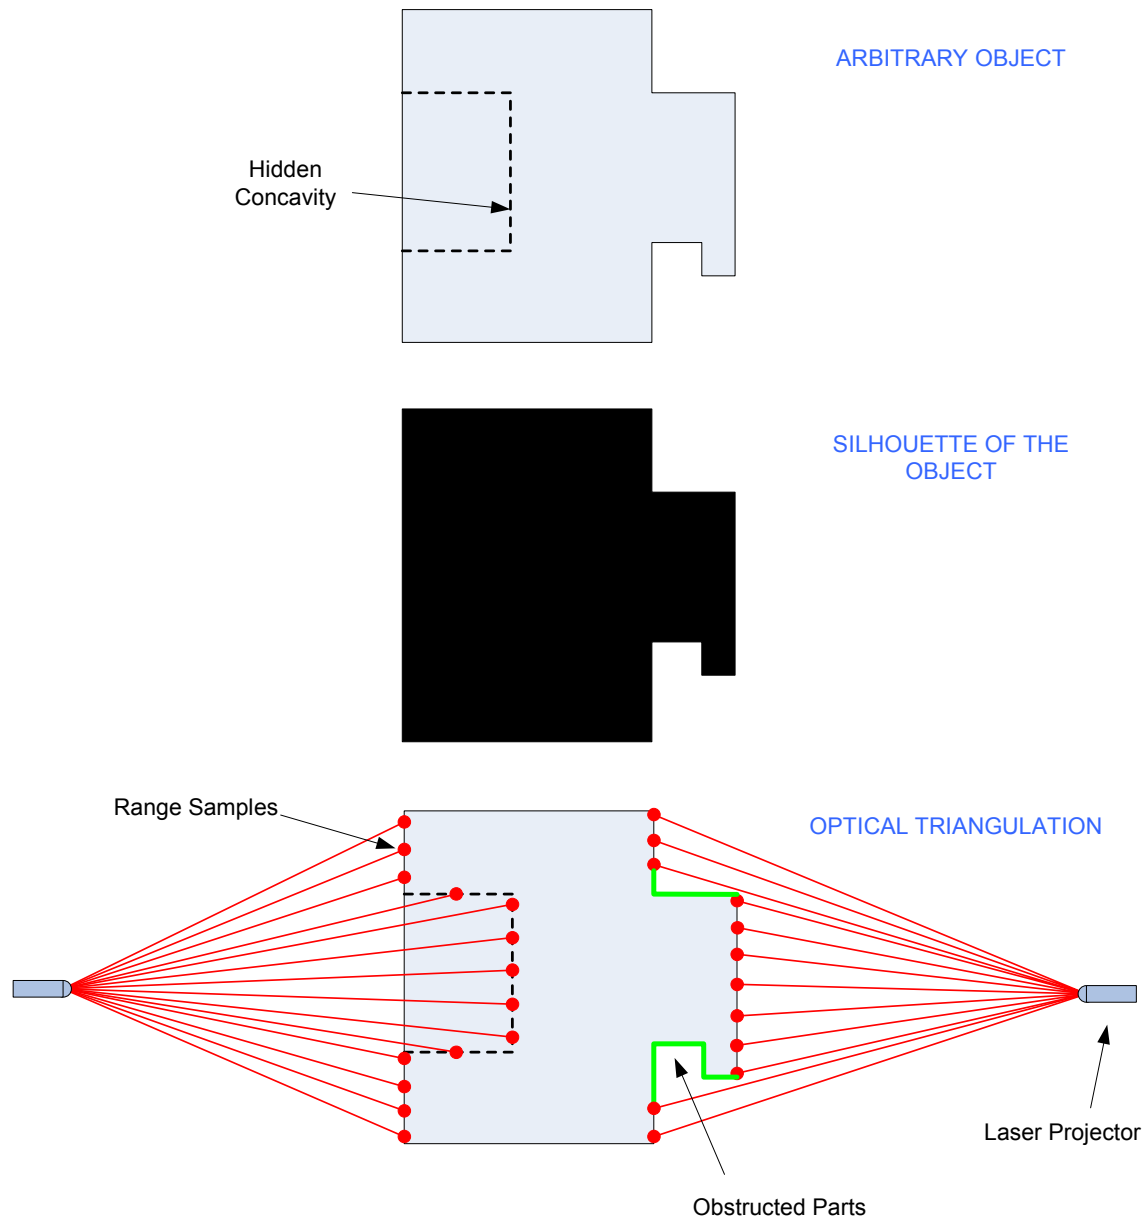 ARBITRARY OBJECT
Hidden
Concavity
SILHOUETTE OF THE
OBJECT
Range Samples
OPTICAL TRIANGULATION
Laser Projector
Obstructed Parts